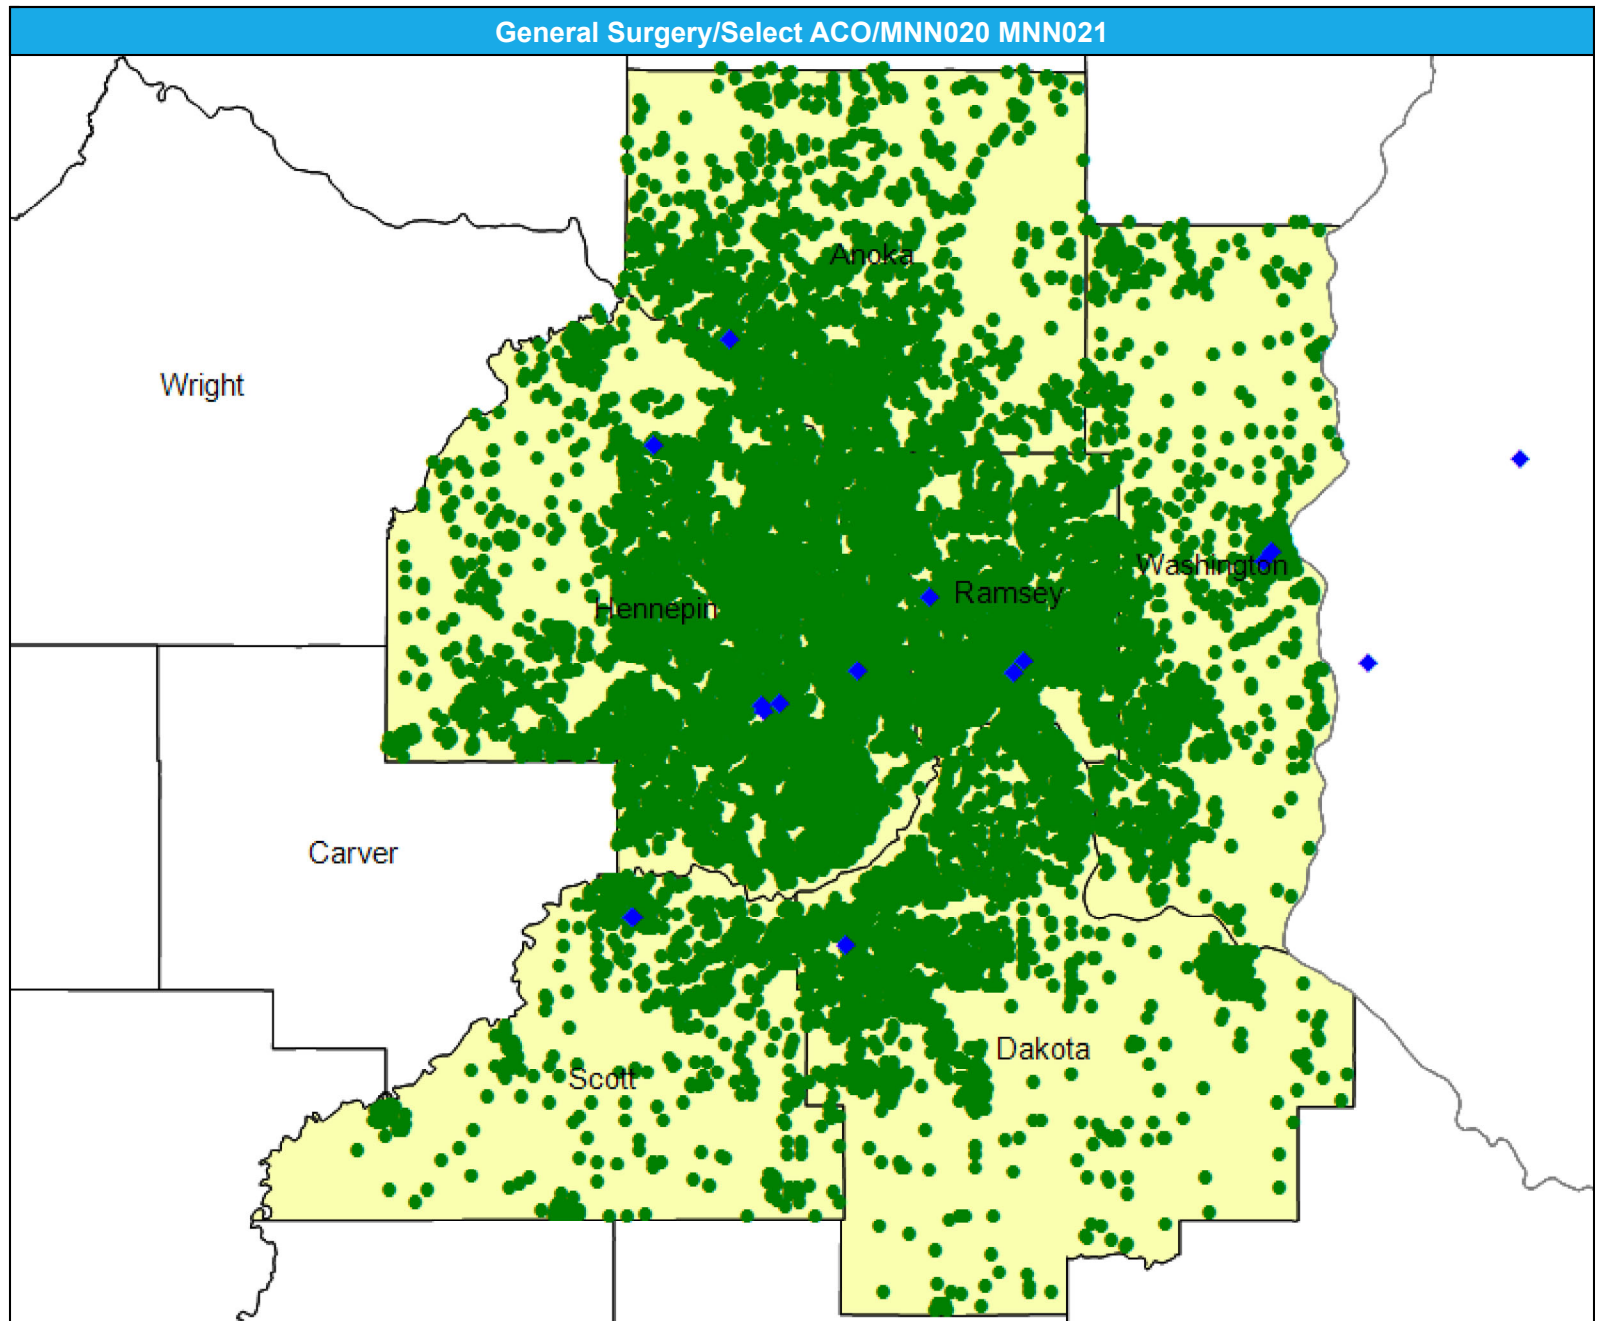 General Surgery/Select ACO/MNN020 MNN021
Anoka
Wright
Washington
Ramsey
Hennepin
Carver
Dakota
Scott